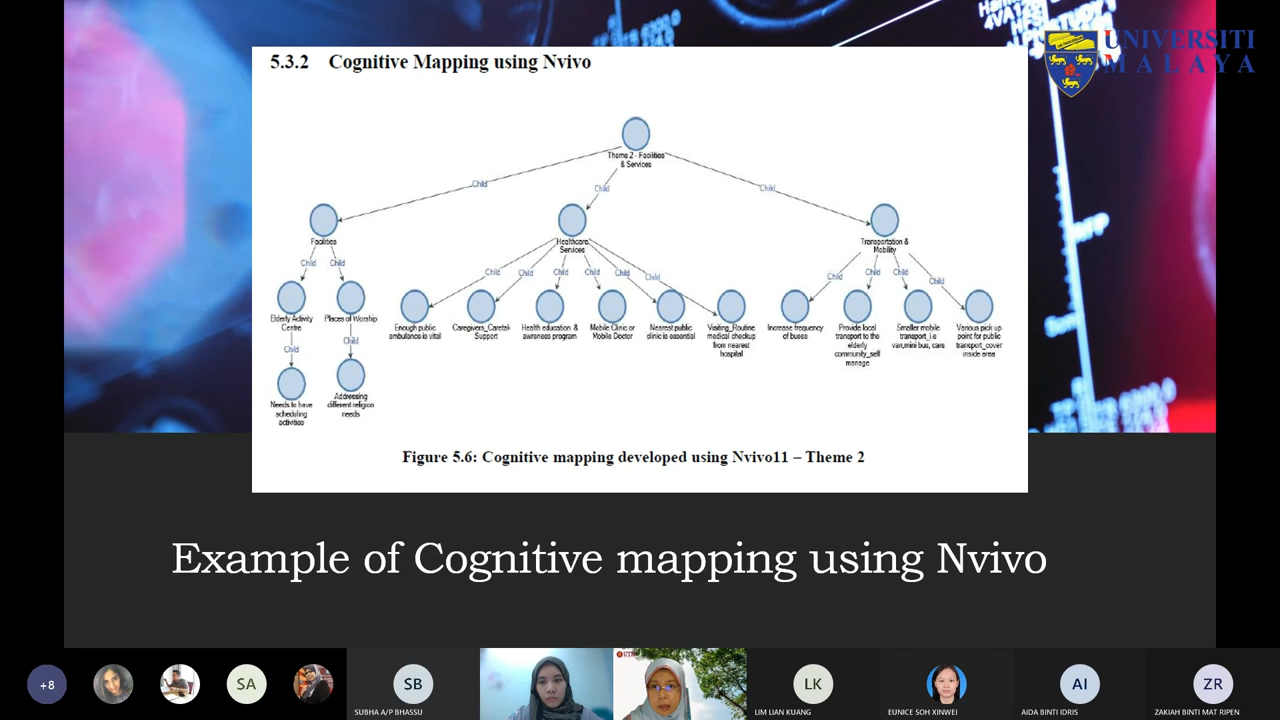 5.3.2 Cognitive Mapping using Nvivo
UNIVERSITI
MALAYA
Theme 2 - Facilities
& Services
Child
Child
Child
Facilities
Healthcare
Services
Transportation &
Mobility
Child
Child
Child
Child
Child
Child
Child
Child
Child
Child
Child
Child
Elderly Activity
Centre
Places of Worship
Enough public
ambulance is vital
Caregivers_Caretak
Support
Health education &
awreness program
Mobile Clinic or
Mobile Doctor
Nearest public
clinic is essential
Visiting_Routine
medical checkup
from nearest
hospital
Increase frequency
of buses
Provide local
transport to the
elderly
community_self
manage
Smaller mobile
transport_i.e
van,mini bus, cars
Various pick up
point for public
transport_cover
inside area
Child
Child
Needs to have
scheduling
activities
Addressing
different religion
needs
Figure 5.6: Cognitive mapping developed using Nvivo11 – Theme 2
Example of Cognitive mapping using Nvivo
+8
SA
SB
SUBHA A/P BHASSU
LK
LIM LIAN KUANG
EUNICE SOH XINWEI
AI
AIDA BINTI IDRIS
ZR
ZAKIAH BINTI MAT RIPEN